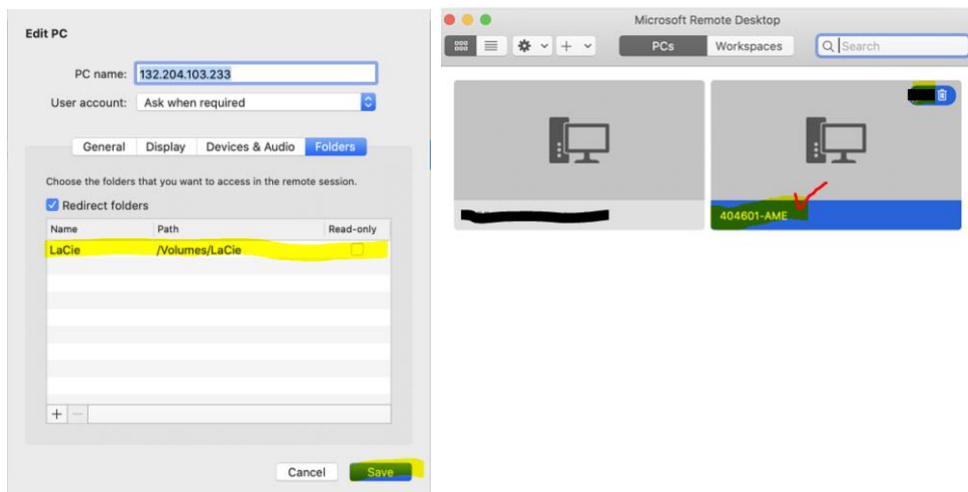 Edit PC
PC name: 132.204.103.233
User account: Ask when required
General Display Devices & Audio Folders
Choose the folders that you want to access in the remote session.
Redirect folders
Name Path Read-only
LaCie /Volumes/LaCie
Cancel Save
Microsoft Remote Desktop
PCs Workspaces Search
404601-AME